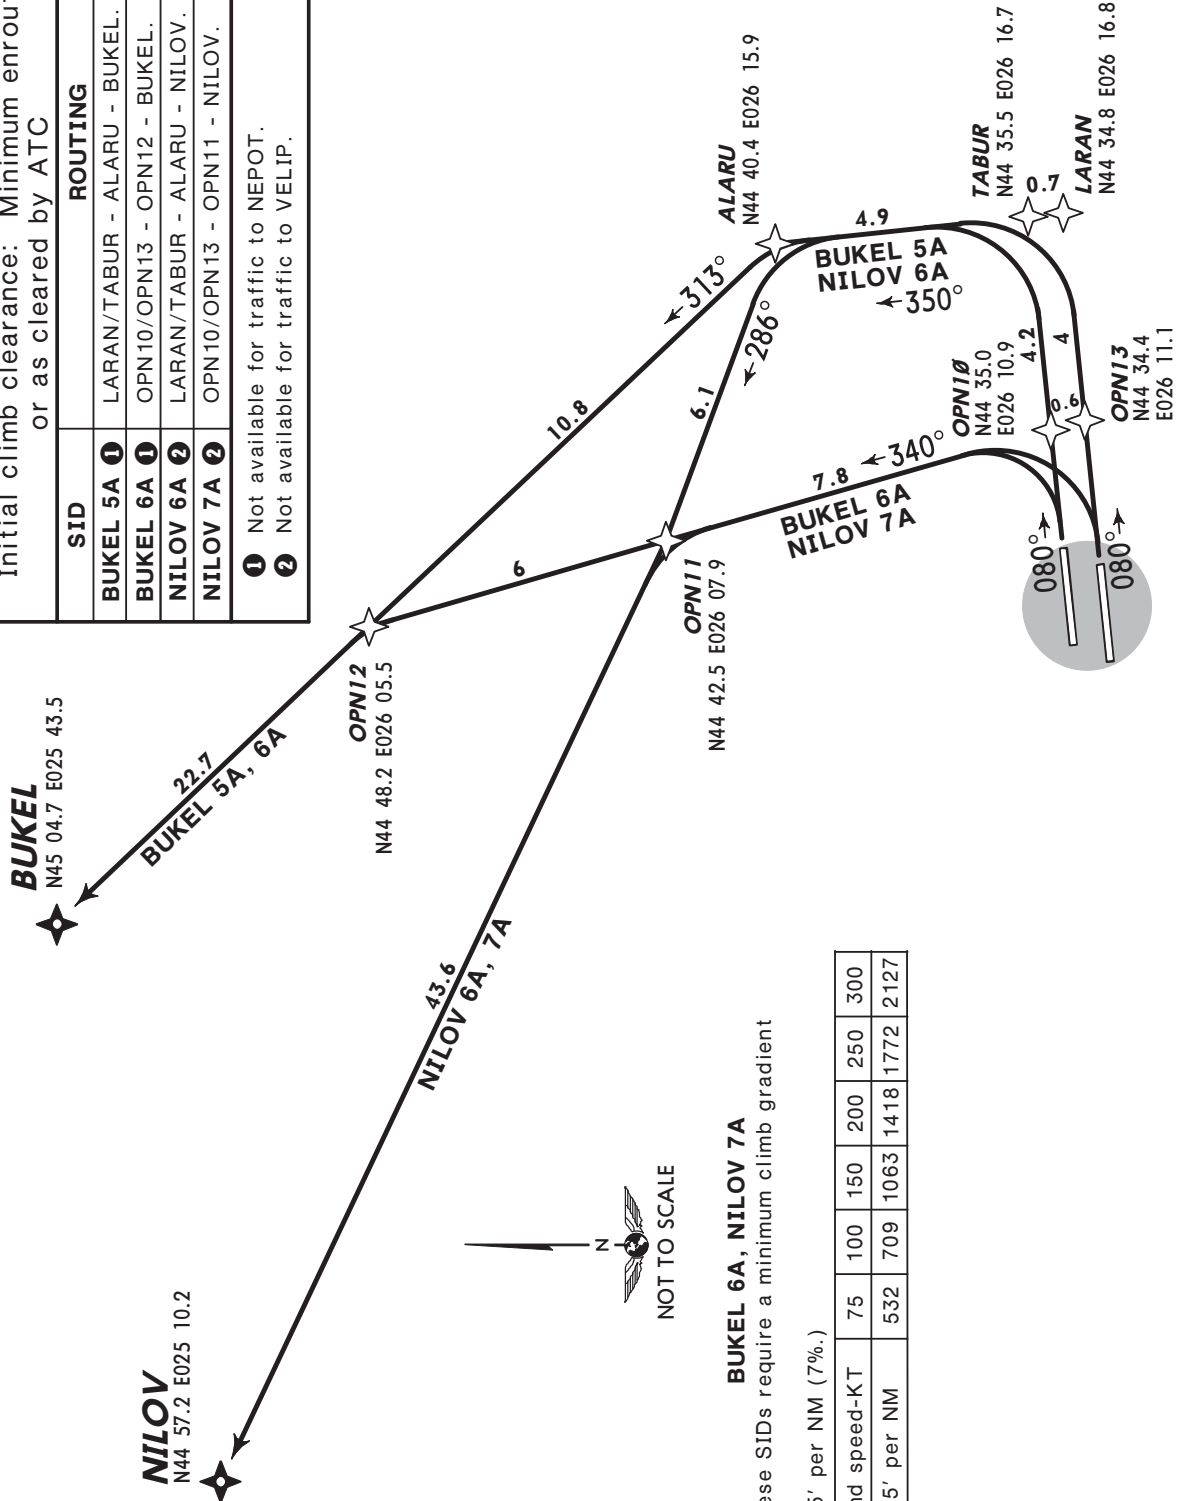 Initial climb clearance: Minimum enrou
or as cleared by ATC
SID ROUTING
BUKEL 5A ❶ LARAN/TABUR - ALARU - BUKEL.
BUKEL 6A ❶ OPN10/OPN13 - OPN12 - BUKEL.
NILOV 6A ❷ LARAN/TABUR - ALARU - NILOV.
NILOV 7A ❷ OPN10/OPN13 - OPN11 - NILOV.
❶ Not available for traffic to NEPOT.
❷ Not available for traffic to VELIP.
BUKEL
N45 04.7 E025 43.5
22.7
BUKEL 5A, 6A
NILOV
N44 57.2 E025 10.2
43.6
NILOV 6A, 7A
OPN12
N44 48.2 E026 05.5
10.8
←313°
6
ALARU
N44 40.4 E026 15.9
6.1
←286°
OPN11
N44 42.5 E026 07.9
4.9
BUKEL 5A
NILOV 6A
←350°
7.8
←340°
BUKEL 6A
NILOV 7A
TABUR
N44 35.5 E026 16.7
0.7
LARAN
N44 34.8 E026 16.8
OPN1Ø
N44 35.0
E026 10.9
4.2
4
0.6
OPN13
N44 34.4
E026 11.1
080°→
080°→
N
NOT TO SCALE
BUKEL 6A, NILOV 7A
ese SIDs require a minimum climb gradient
5' per NM (7%.)
nd speed-KT 75 100 150 200 250 300
5' per NM 532 709 1063 1418 1772 2127